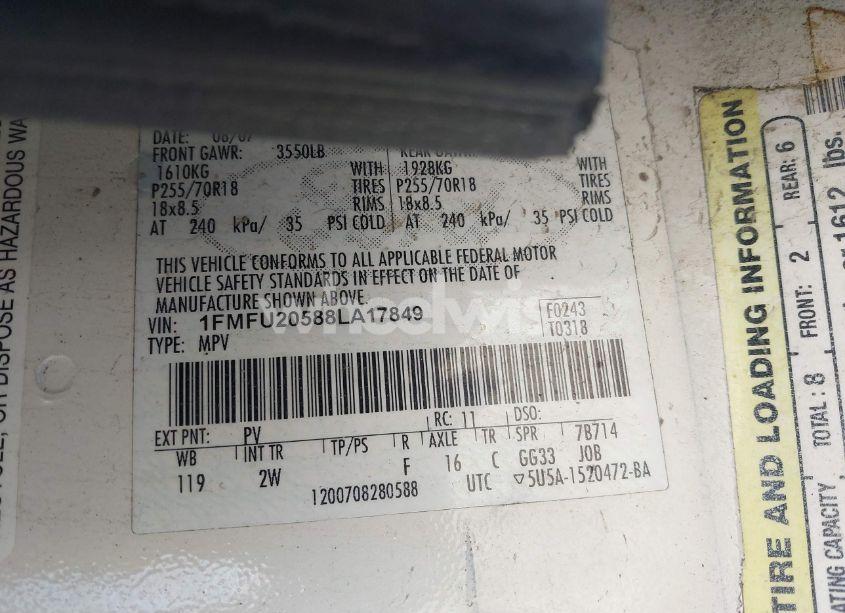 DATE: 08/07
FRONT GAWR: 3550LB
1610KG WITH 1928KG WITH
P255/70R18 TIRES P255/70R18 TIRES
18x8.5 RIMS 18x8.5 RIMS
AT 240 kPa/ 35 PSI COLD AT 240 kPa/ 35 PSI COLD
THIS VEHICLE CONFORMS TO ALL APPLICABLE FEDERAL MOTOR
VEHICLE SAFETY STANDARDS IN EFFECT ON THE DATE OF
MANUFACTURE SHOWN ABOVE.
VIN: 1FMFU20588LA17849 F0243
TYPE: MPV T0318
RC: 11 DSO:
EXT PNT: PV 7B714
WB INT TR TP/PS R AXLE TR SPR JOB
119 2W F 16 C GG33
1200708280588 UTC ▽5U5A-1520472-BA
OR DISPOSE AS HAZARDOUS WA
TIRE AND LOADING INFORMATION
TOTAL: 8 FRONT: 2 REAR: 6
1612 lbs.
CAPACITY
wheelwis